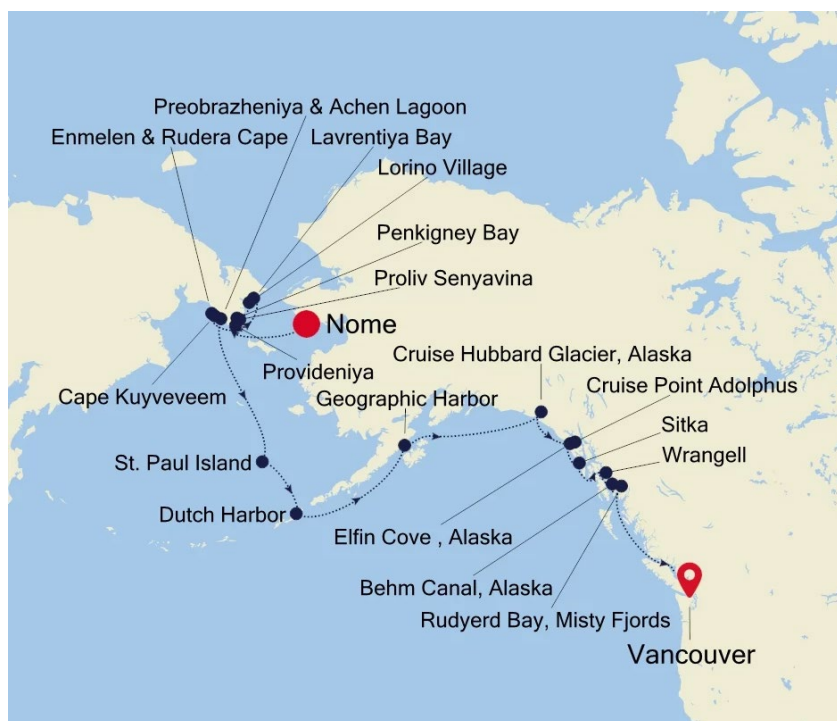 Preobrazheniya & Achen Lagoon
Enmelen & Rudera Cape
Lavrentiya Bay
Lorino Village
Penkigney Bay
Proliv Senyavina
Nome
Provideniya
Cape Kuyveveem
Cruise Hubbard Glacier, Alaska
Cruise Point Adolphus
Geographic Harbor
Sitka
Wrangell
St. Paul Island
Dutch Harbor
Elfin Cove , Alaska
Behm Canal, Alaska
Rudyerd Bay, Misty Fjords
Vancouver